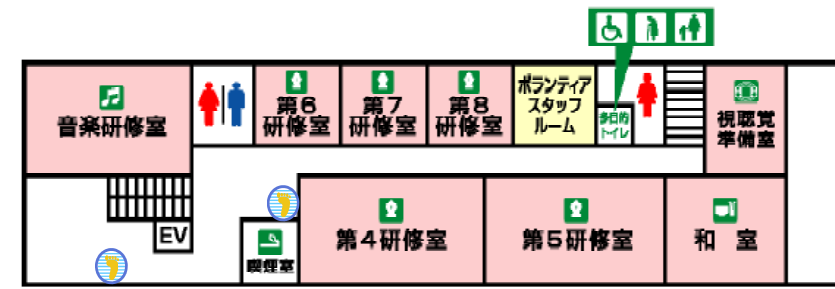 音楽研修室
第6
研修室
第7
研修室
第8
研修室
ボランティア
スタッフ
ルーム
多目的
トイレ
視聴覚
準備室
EV
喫煙室
第4研修室
第5研修室
和 室